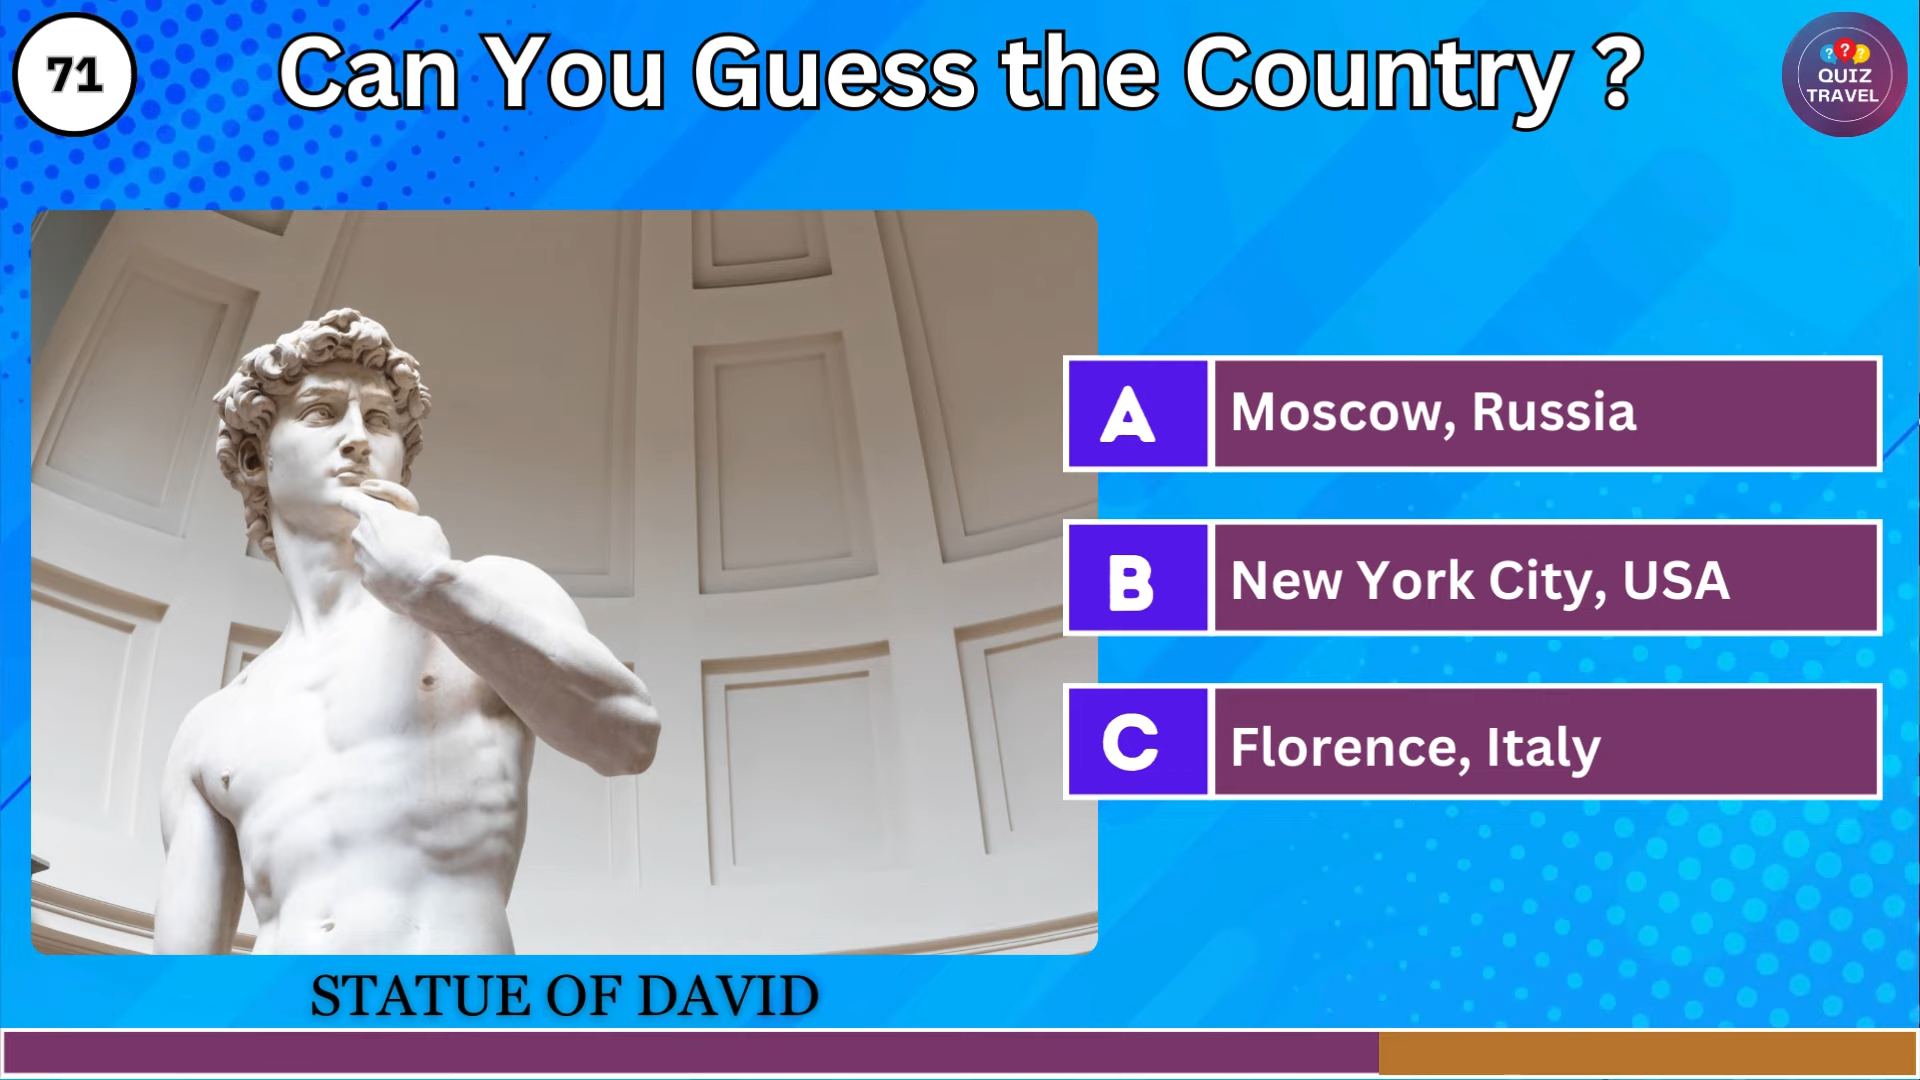 71
Can You Guess the Country ?
? ? ?
QUIZ
TRAVEL
A Moscow, Russia
B New York City, USA
C Florence, Italy
STATUE OF DAVID